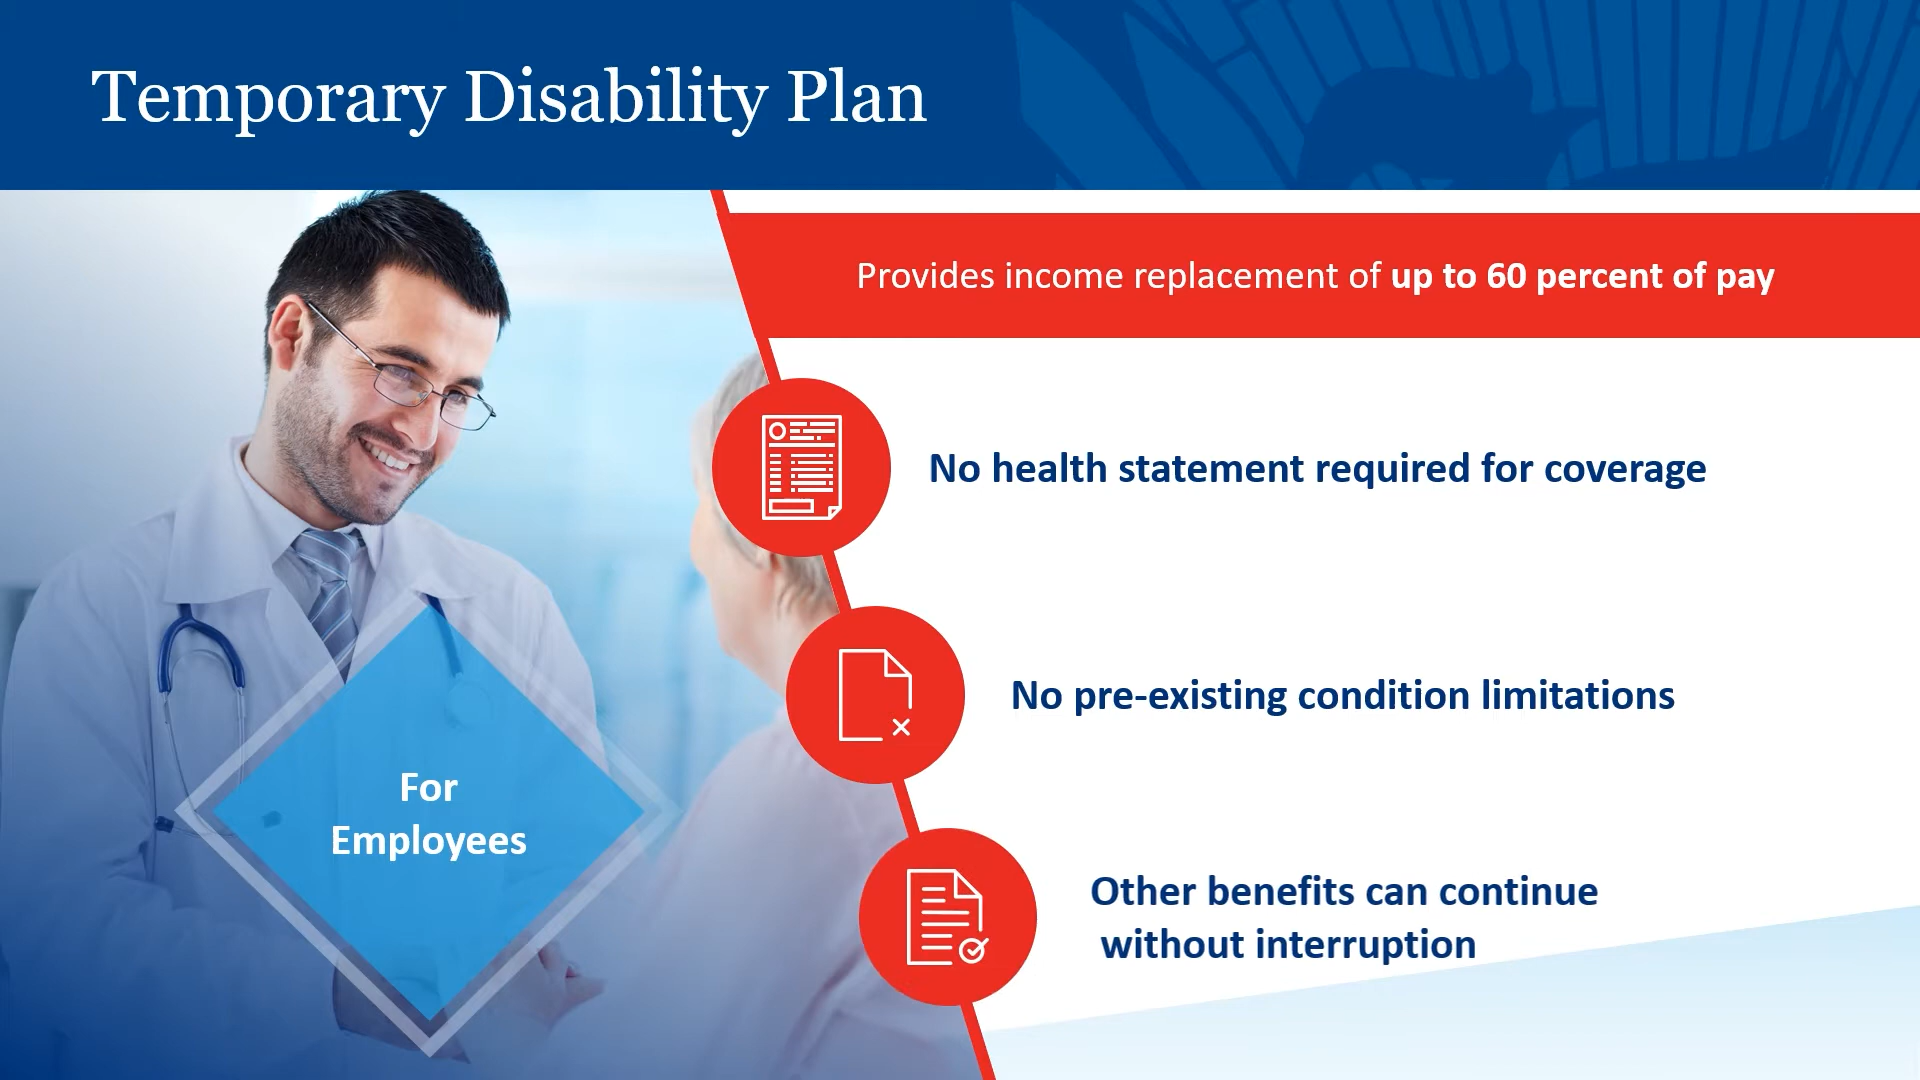 Temporary Disability Plan
Provides income replacement of up to 60 percent of pay
No health statement required for coverage
No pre-existing condition limitations
For
Employees
Other benefits can continue
without interruption